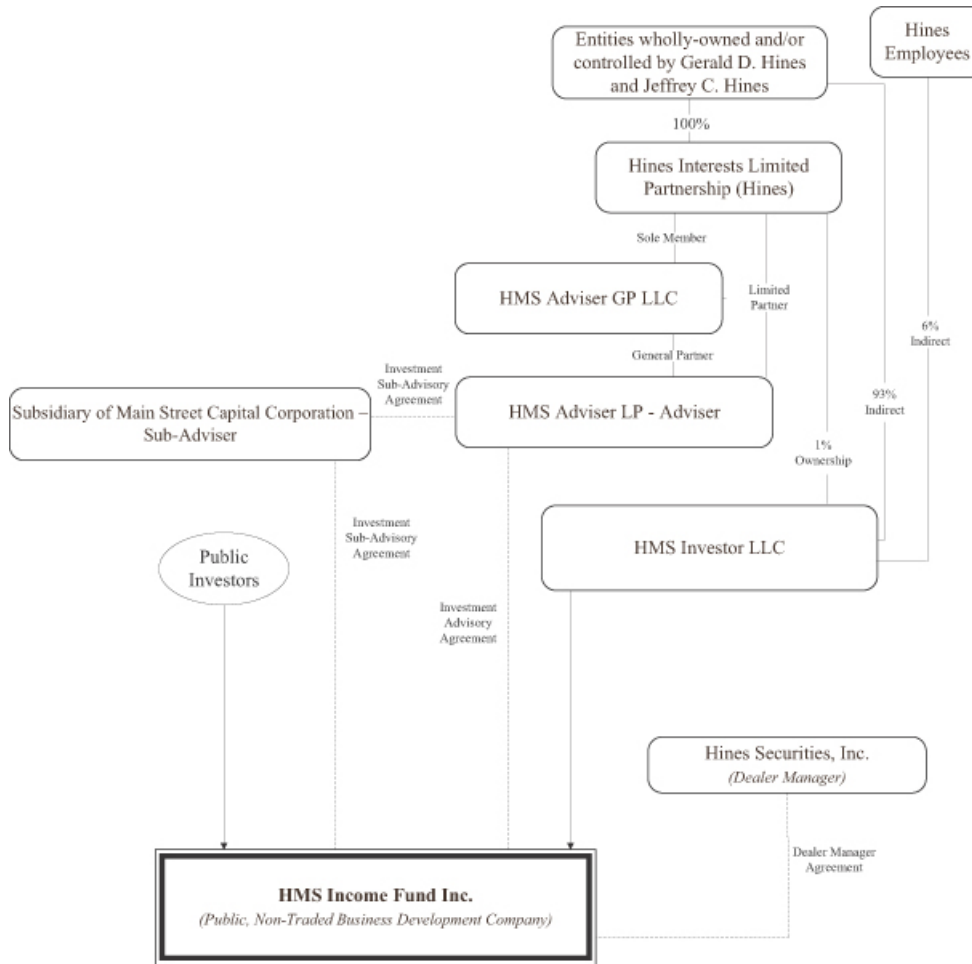 Entities wholly-owned and/or
controlled by Gerald D. Hines
and Jeffrey C. Hines
Hines
Employees
100%
Hines Interests Limited
Partnership (Hines)
Sole Member
HMS Adviser GP LLC
Limited
Partner
6%
Indirect
General Partner
Investment
Sub-Advisory
Agreement
93%
Indirect
Subsidiary of Main Street Capital Corporation –
Sub-Adviser
HMS Adviser LP - Adviser
1%
Ownership
Investment
Sub-Advisory
Agreement
HMS Investor LLC
Public
Investors
Investment
Advisory
Agreement
Hines Securities, Inc.
(Dealer Manager)
Dealer Manager
Agreement
HMS Income Fund Inc.
(Public, Non-Traded Business Development Company)